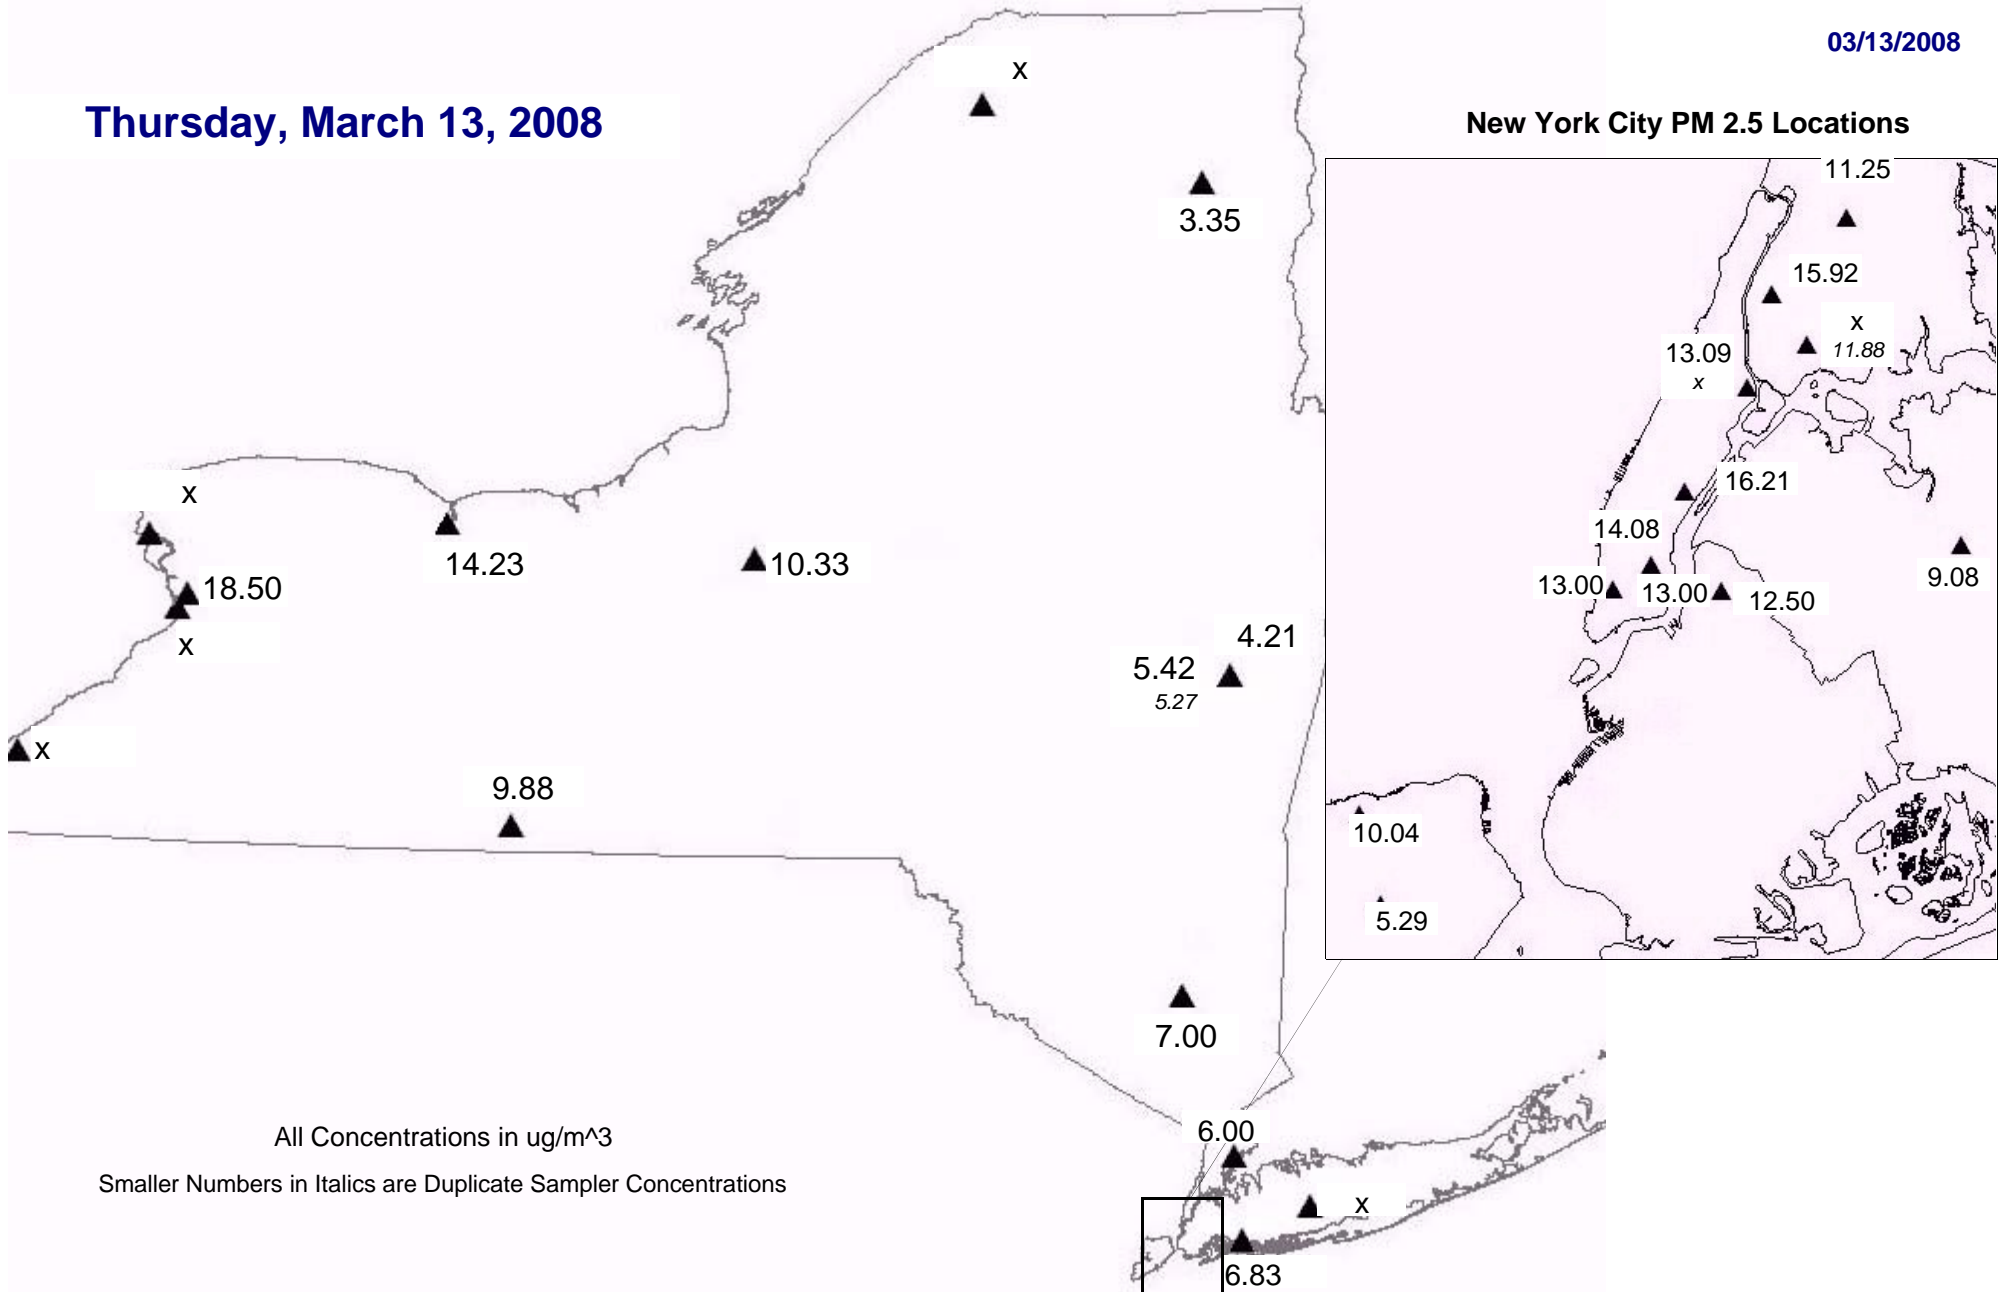 03/13/2008
Thursday, March 13, 2008
New York City PM 2.5 Locations
x
3.35
x
14.23
10.33
18.50
x
4.21
5.42
5.27
x
9.88
7.00
6.00
x
6.83
11.25
15.92
x
11.88
13.09
x
16.21
14.08
13.00
13.00
12.50
9.08
10.04
5.29
All Concentrations in ug/m^3
Smaller Numbers in Italics are Duplicate Sampler Concentrations